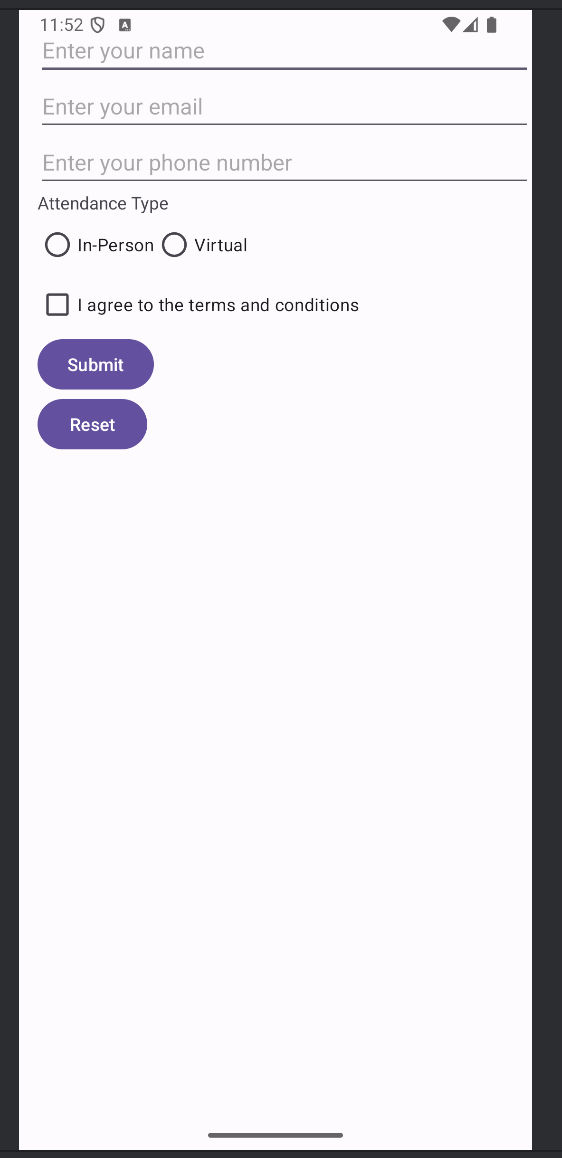 11:52
Enter your name
Enter your email
Enter your phone number
Attendance Type
In-Person Virtual
I agree to the terms and conditions
Submit
Reset